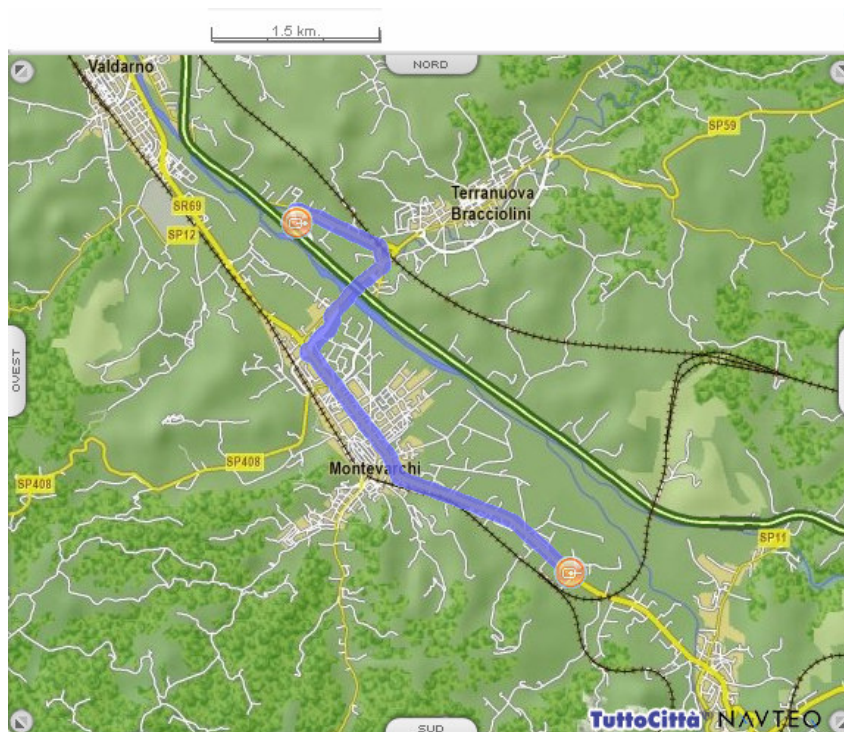 1.5 km.
NORD
Valdarno
SP59
Terranuova
Bracciolini
SR69
SP12
OVEST
SP408
Montevarchi
SP408
SP11
TuttoCittà® NAVTEQ
SUD